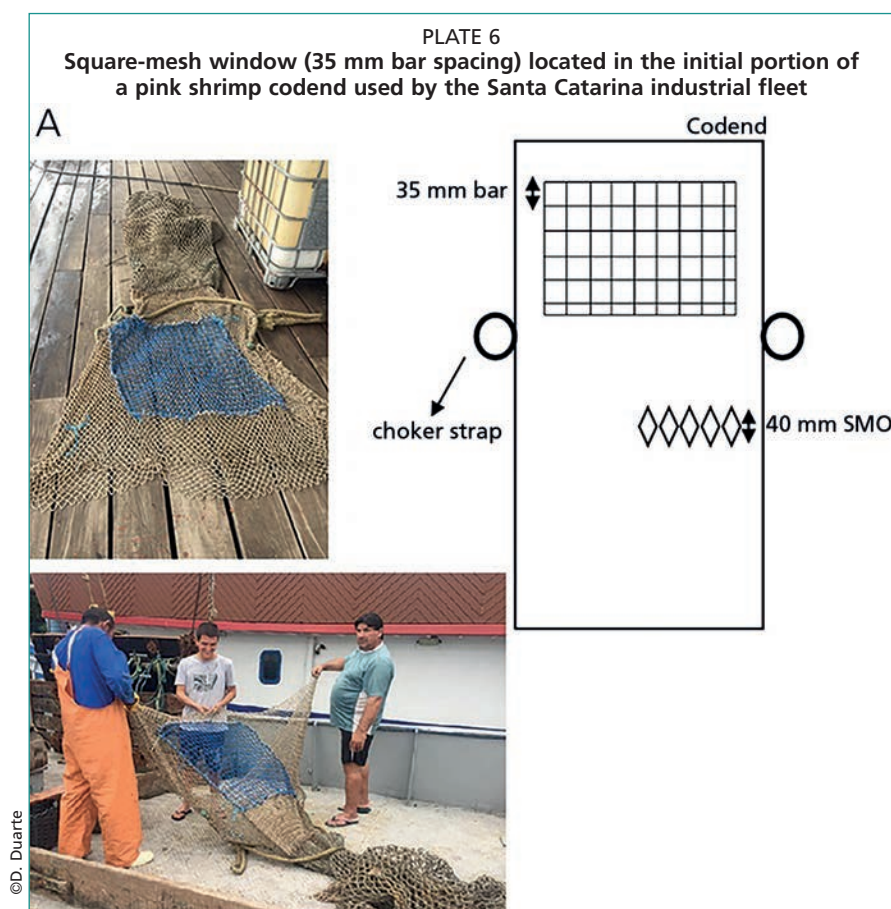 PLATE 6
Square-mesh window (35 mm bar spacing) located in the initial portion of
a pink shrimp codend used by the Santa Catarina industrial fleet
A
Codend
35 mm bar
choker strap
40 mm SMO
©D. Duarte